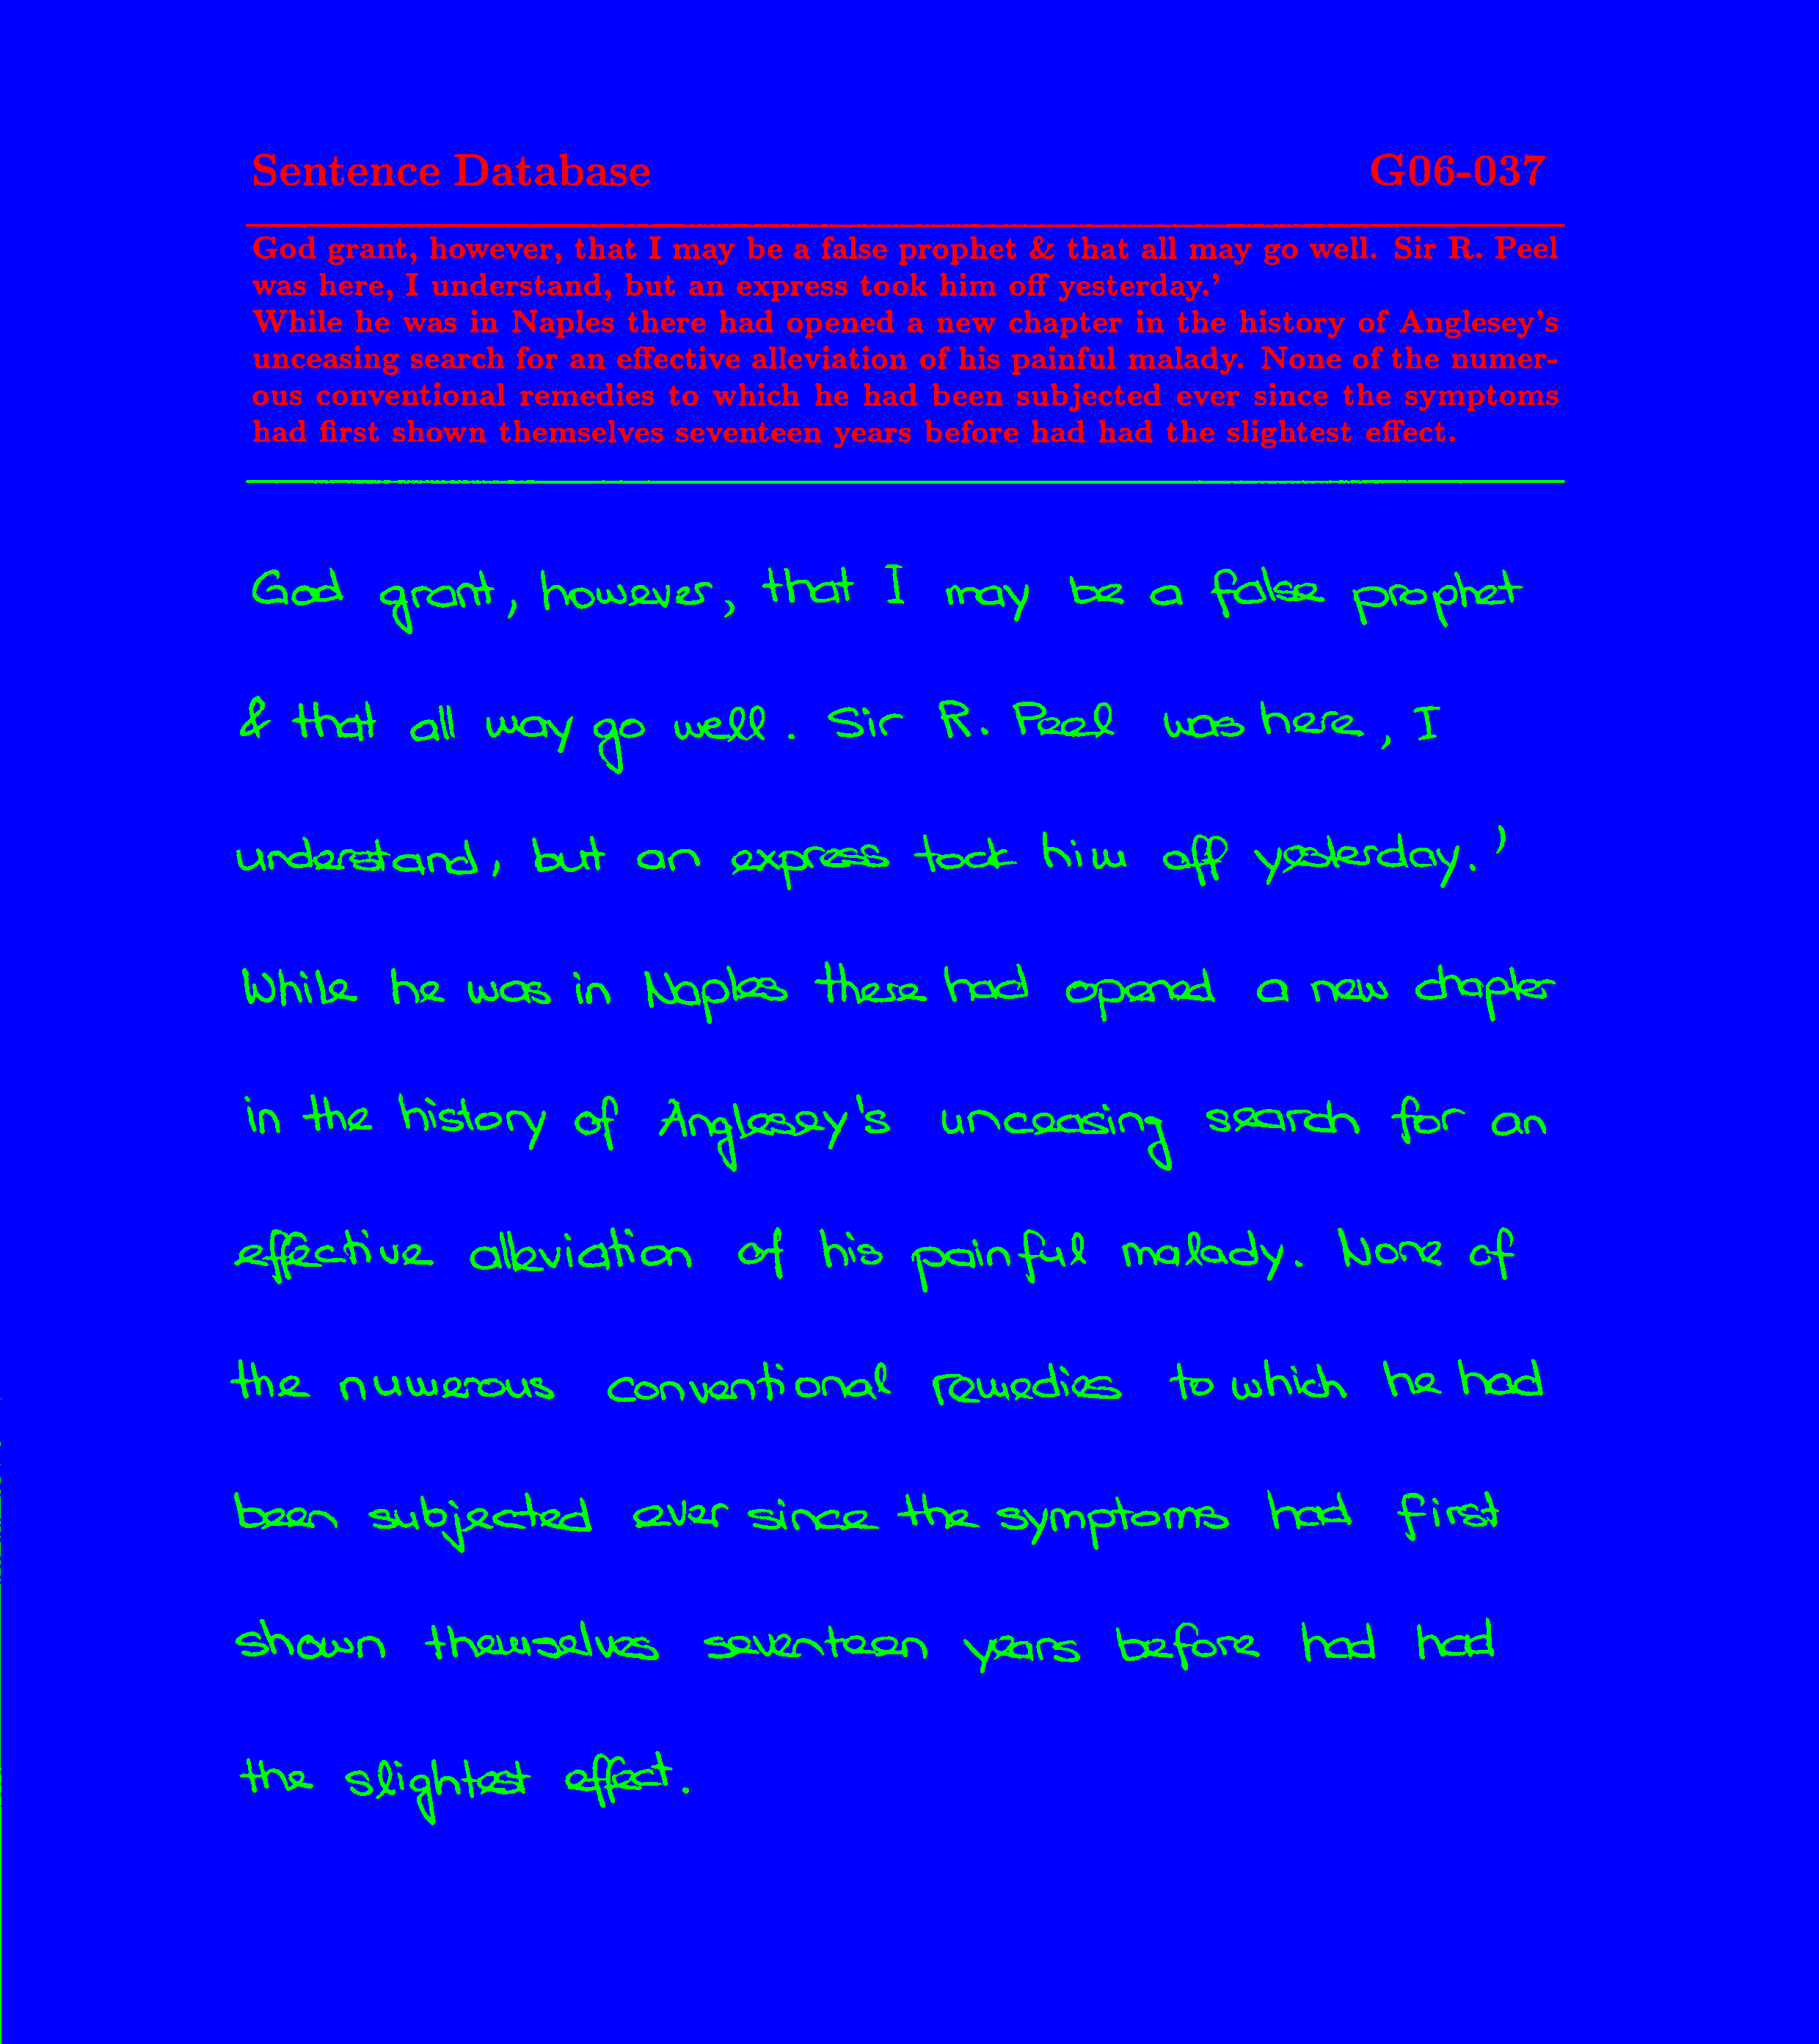 Sentence Database G06-037
God grant, however, that I may be a false prophet & that all may go well. Sir R. Peel
was here, I understand, but an express took him off yesterday.’
While he was in Naples there had opened a new chapter in the history of Anglesey’s
unceasing search for an effective alleviation of his painful malady. None of the numer-
ous conventional remedies to which he had been subjected ever since the symptoms
had first shown themselves seventeen years before had had the slightest effect.
God grant, however, that I may be a false prophet
& that all way go well. Sir R. Peel was here, I
understand, but an express took him off yesterday.’
While he was in Naples there had opened a new chapter
in the history of Anglesey's unceasing search for an
effective alleviation of his painful malady. None of
the numerous conventional remedies to which he had
been subjected ever since the symptoms had first
shown themselves seventeen years before had had
the slightest effect.